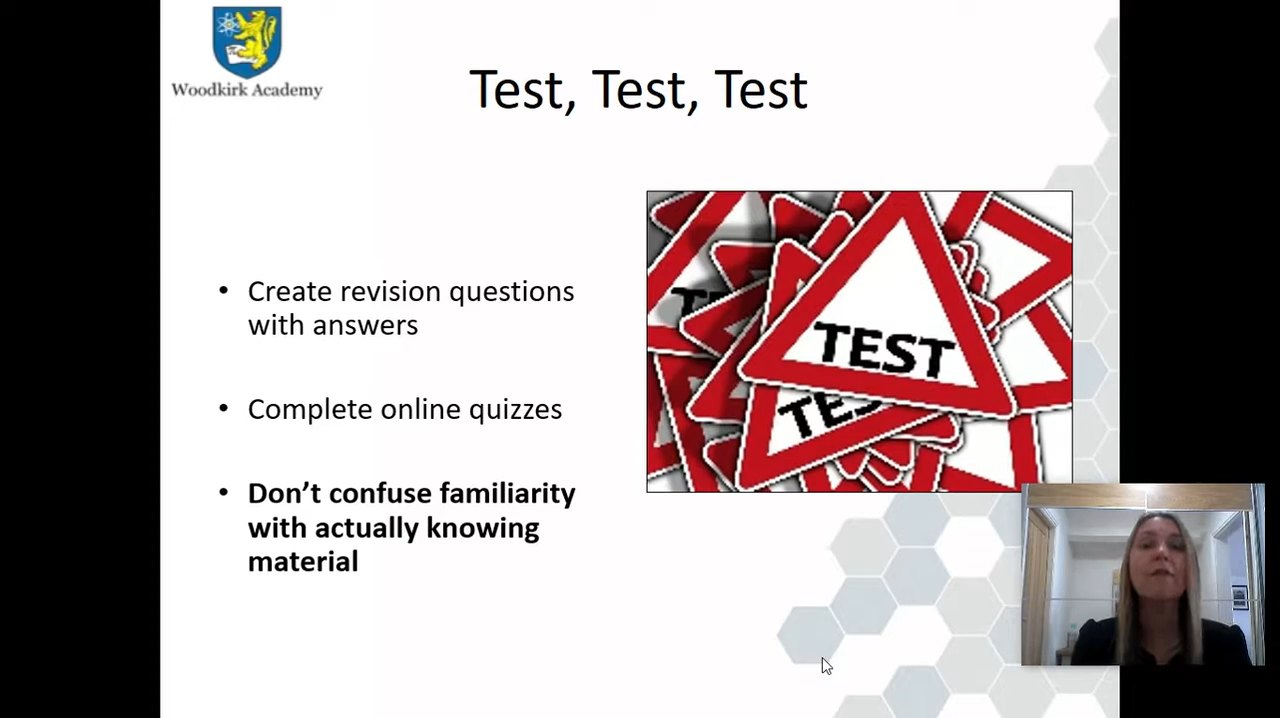 Woodkirk Academy
Test, Test, Test
• Create revision questions
with answers
• Complete online quizzes
• Don’t confuse familiarity
with actually knowing
material
TEST